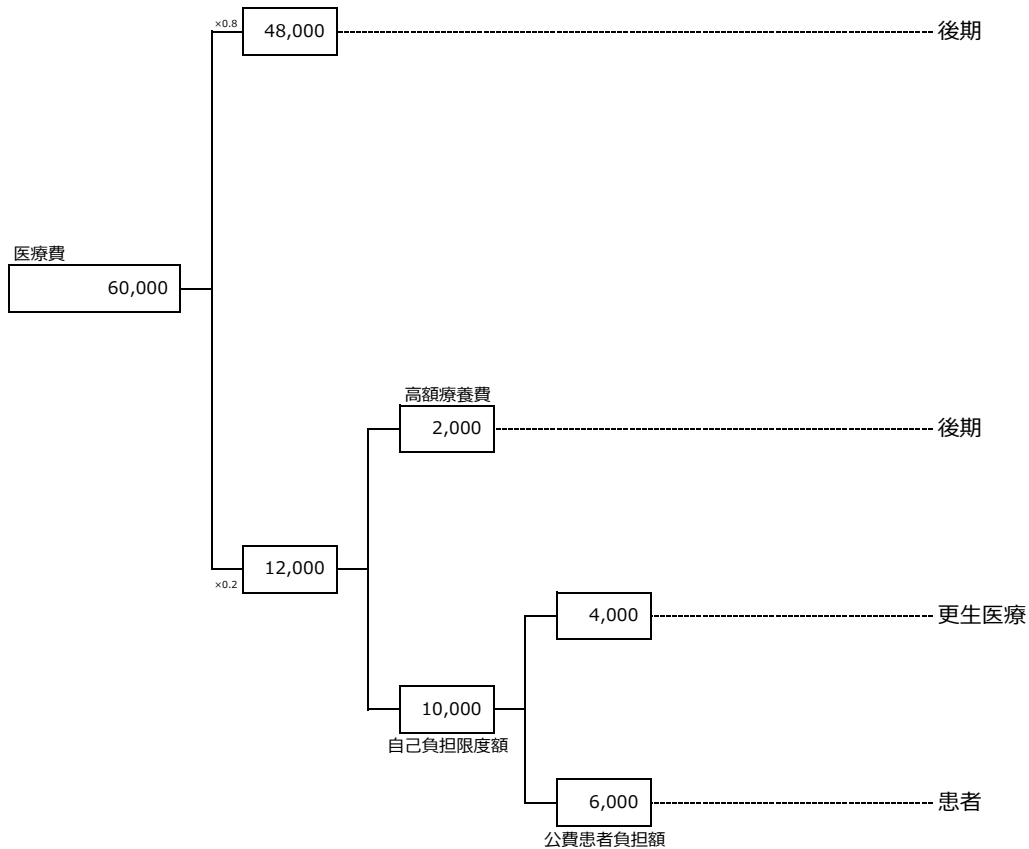 ×0.8
48,000
後期
医療費
60,000
高額療養費
2,000
後期
×0.2
12,000
4,000
更生医療
10,000
自己負担限度額
6,000
患者
公費患者負担額